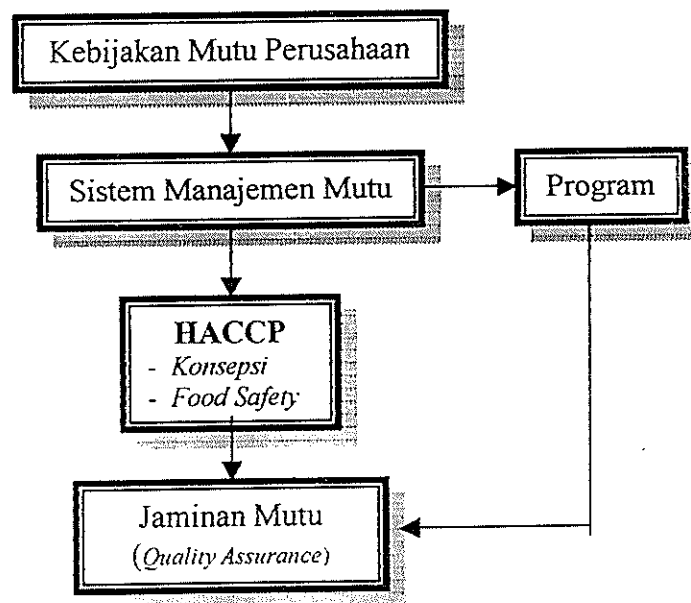 Kebijakan Mutu Perusahaan
Sistem Manajemen Mutu
Program
HACCP
- Konsepsi
- Food Safety
Jaminan Mutu
(Quality Assurance)